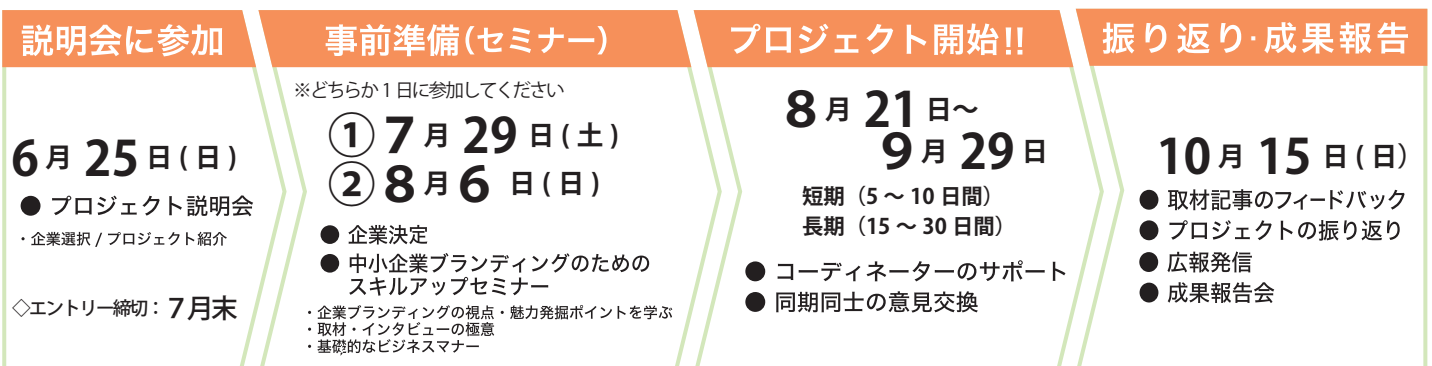 説明会に参加
6月 25日(日)
● プロジェクト説明会
・企業選択 / プロジェクト紹介
◇エントリー締切： 7月末
事前準備(セミナー)
※どちらか1日に参加してください
① 7月 29日(土)
② 8月 6日(日)
● 企業決定
● 中小企業ブランディングのための
スキルアップセミナー
・企業ブランディングの視点・魅力発掘ポイントを学ぶ
・取材・インタビューの極意
・基礎的なビジネスマナー
プロジェクト開始!!
8月 21日～
9月 29日
短期（5 ～ 10 日間）
長期（15 ～ 30 日間）
● コーディネーターのサポート
● 同期同士の意見交換
振り返り・成果報告
10月 15日(日)
● 取材記事のフィードバック
● プロジェクトの振り返り
● 広報発信
● 成果報告会